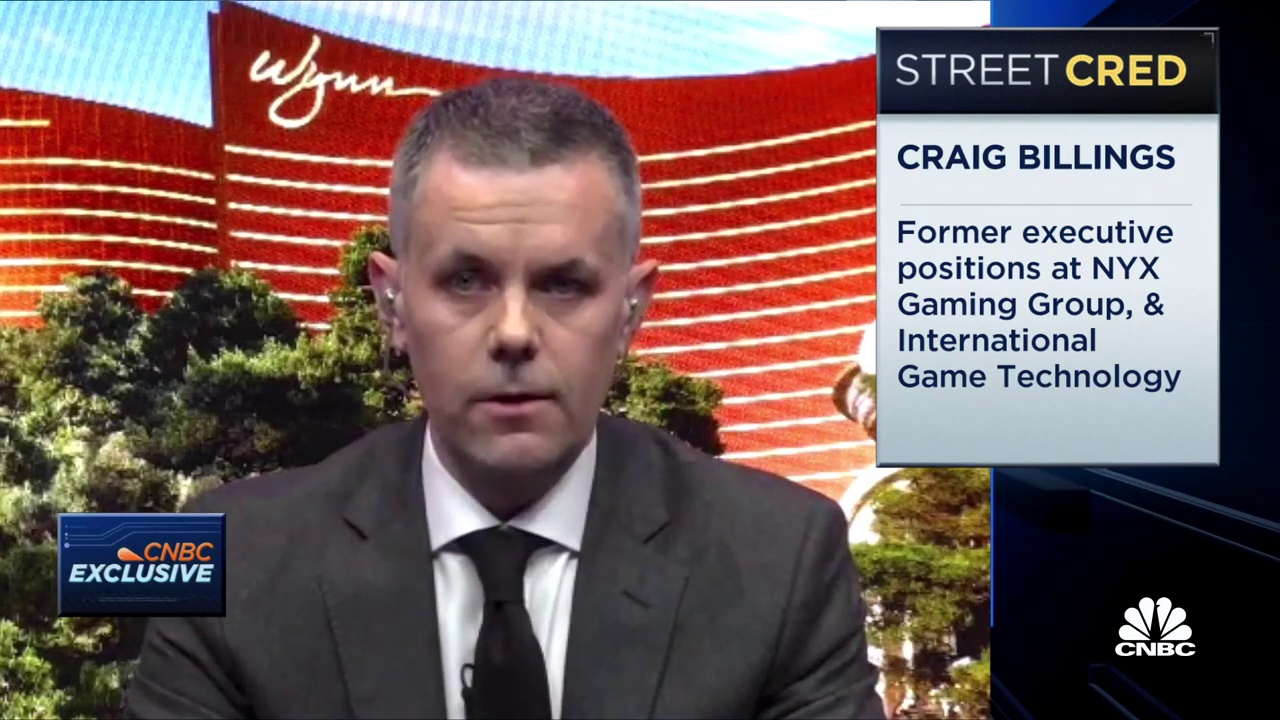 Wynn
STREET CRED
CRAIG BILLINGS
Former executive
positions at NYX
Gaming Group, &
International
Game Technology
CNBC
EXCLUSIVE
CNBC